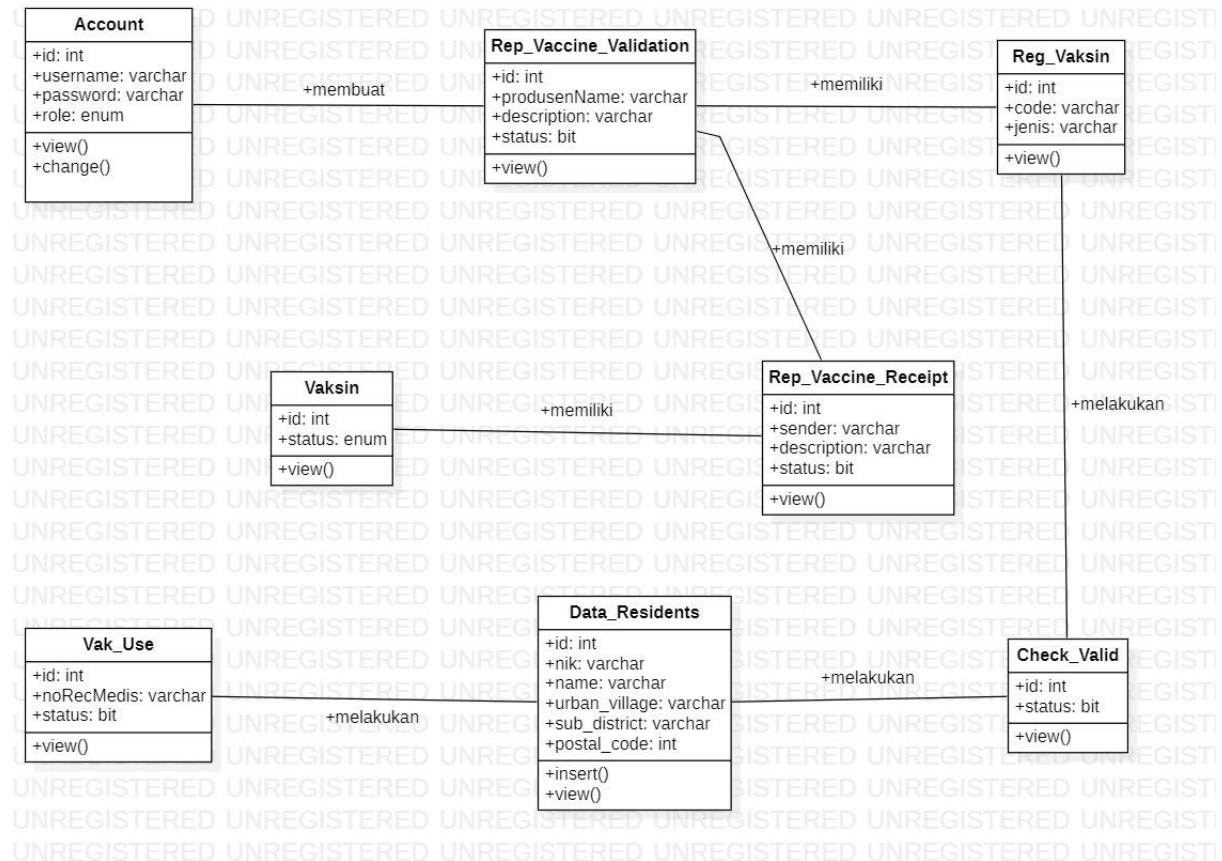 Account
+id: int
+username: varchar
+password: varchar
+role: enum
+view()
+change()
+membuat
Rep_Vaccine_Validation
+id: int
+produsenName: varchar
+description: varchar
+status: bit
+view()
+memiliki
Reg_Vaksin
+id: int
+code: varchar
+jenis: varchar
+view()
+memiliki
Vaksin
+id: int
+status: enum
+view()
+memiliki
Rep_Vaccine_Receipt
+id: int
+sender: varchar
+description: varchar
+status: bit
+view()
+melakukan
Vak_Use
+id: int
+noRecMedis: varchar
+status: bit
+view()
+melakukan
Data_Residents
+id: int
+nik: varchar
+name: varchar
+urban_village: varchar
+sub_district: varchar
+postal_code: int
+insert()
+view()
+melakukan
Check_Valid
+id: int
+status: bit
+view()
UNREGISTERED